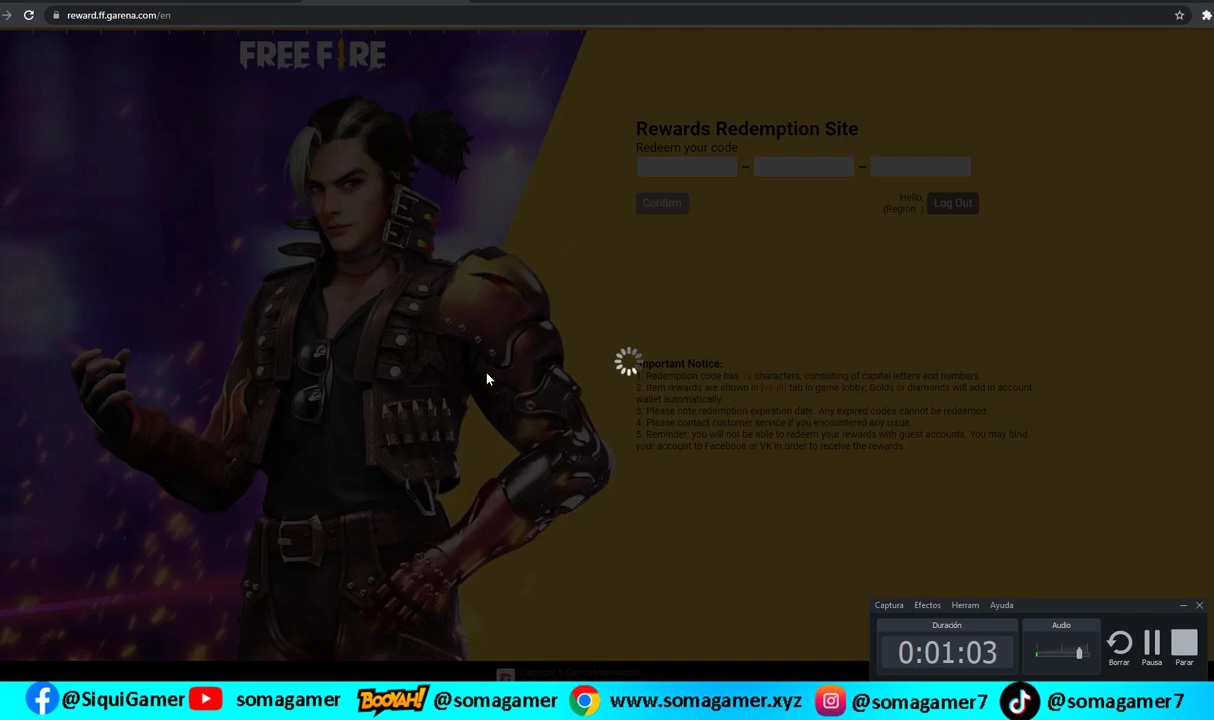 reward.ff.garena.com/en
FREE FIRE
Rewards Redemption Site
Redeem your code
Confirm
Hello,
(Region: )
Log Out
Important Notice:
1. Redemption code has 12 characters, consisting of capital letters and numbers.
2. Item rewards are shown in [vault] tab in game lobby, Golds or diamonds will add in account
wallet automatically.
3. Please note redemption expiration date. Any expired codes cannot be redeemed.
4. Please contact customer service if you encountered any issue.
5. Reminder: you will not be able to redeem your rewards with guest accounts. You may bind
your account to Facebook or VK in order to receive the rewards.
Captura Efectos Herram Ayuda
Duración
Audio
0:01:03
Borrar
Pausa
Parar
Copyright © Garena International.
@SiquiGamer somagamer BOOYAH! @somagamer www.somagamer.xyz @somagamer7 @somagamer7